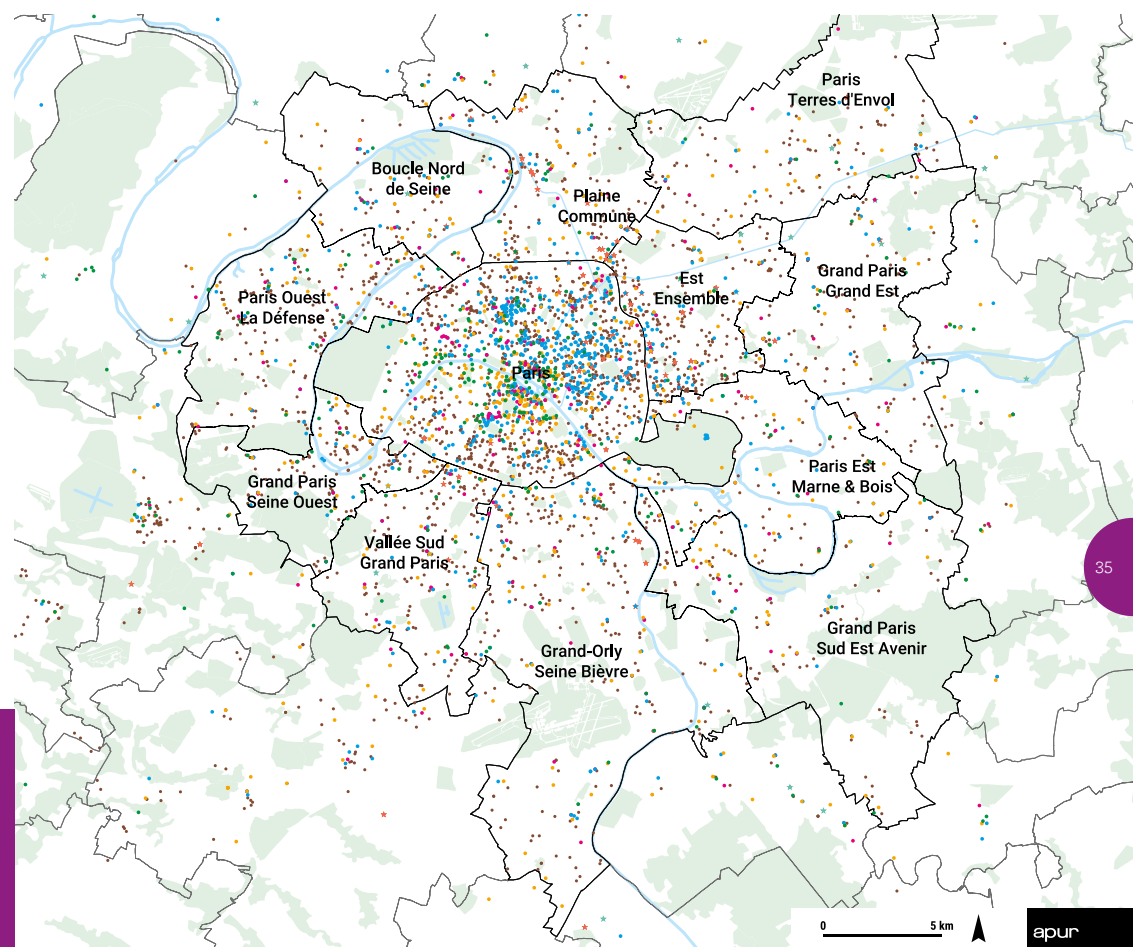 Paris
Terres d'Envol
Boucle Nord
de Seine
Plaine
Commune
Est
Ensemble
Grand Paris
Grand Est
Paris Ouest
La Défense
Paris
Grand Paris
Seine Ouest
Paris Est
Marne & Bois
Vallée Sud
Grand Paris
35
Grand-Orly
Seine Bièvre
Grand Paris
Sud Est Avenir
0
5 km
apur